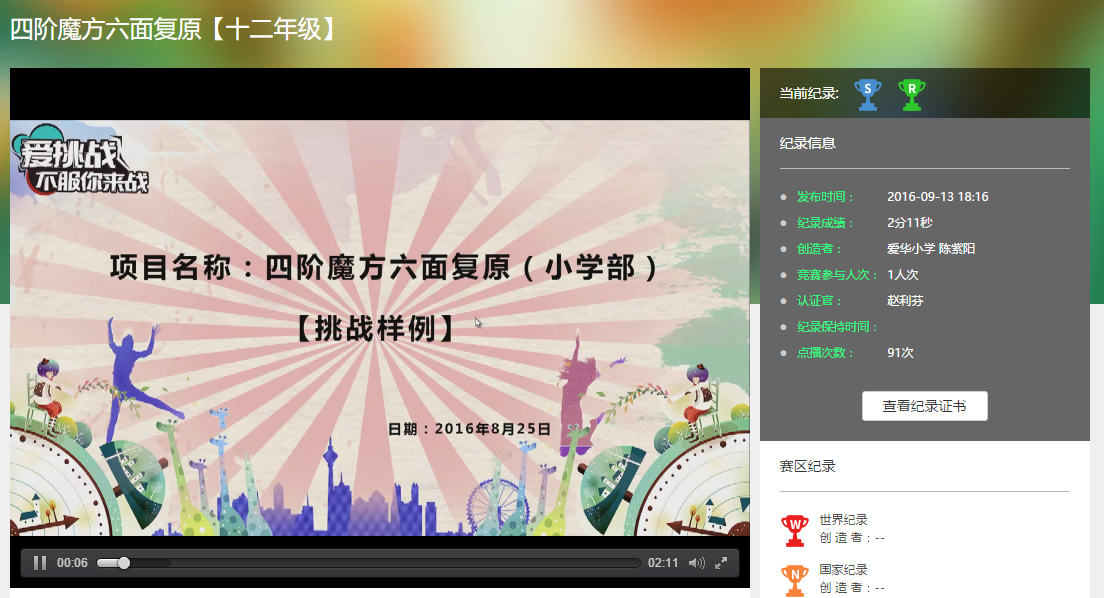 四阶魔方六面复原【十二年级】
爱挑战
不服你来战
项目名称：四阶魔方六面复原（小学部）
【挑战样例】
日期：2016年8月25日
00:06
02:11
当前纪录:
S
R
纪录信息
发布时间： 2016-09-13 18:16
纪录成绩： 2分11秒
创造者： 爱华小学 陈紫阳
竞赛参与人次： 1人次
认证官： 赵利芬
纪录保持时间：
点播次数： 91次
查看纪录证书
赛区纪录
W
世界纪录
创 造 者：--
N
国家纪录
创 造 者：--